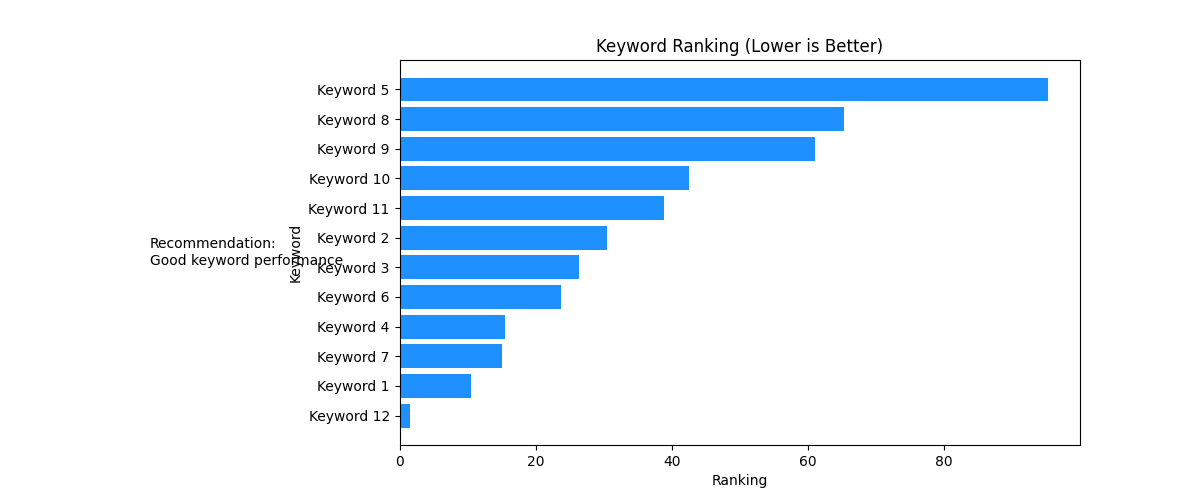 Keyword Ranking (Lower is Better)
Keyword 5
Keyword 8
Keyword 9
Keyword 10
Keyword 11
Keyword 2
Keyword 3
Keyword 6
Keyword 4
Keyword 7
Keyword 1
Keyword 12
Keyword
Recommendation:
Good keyword performance
0 20 40 60 80
Ranking